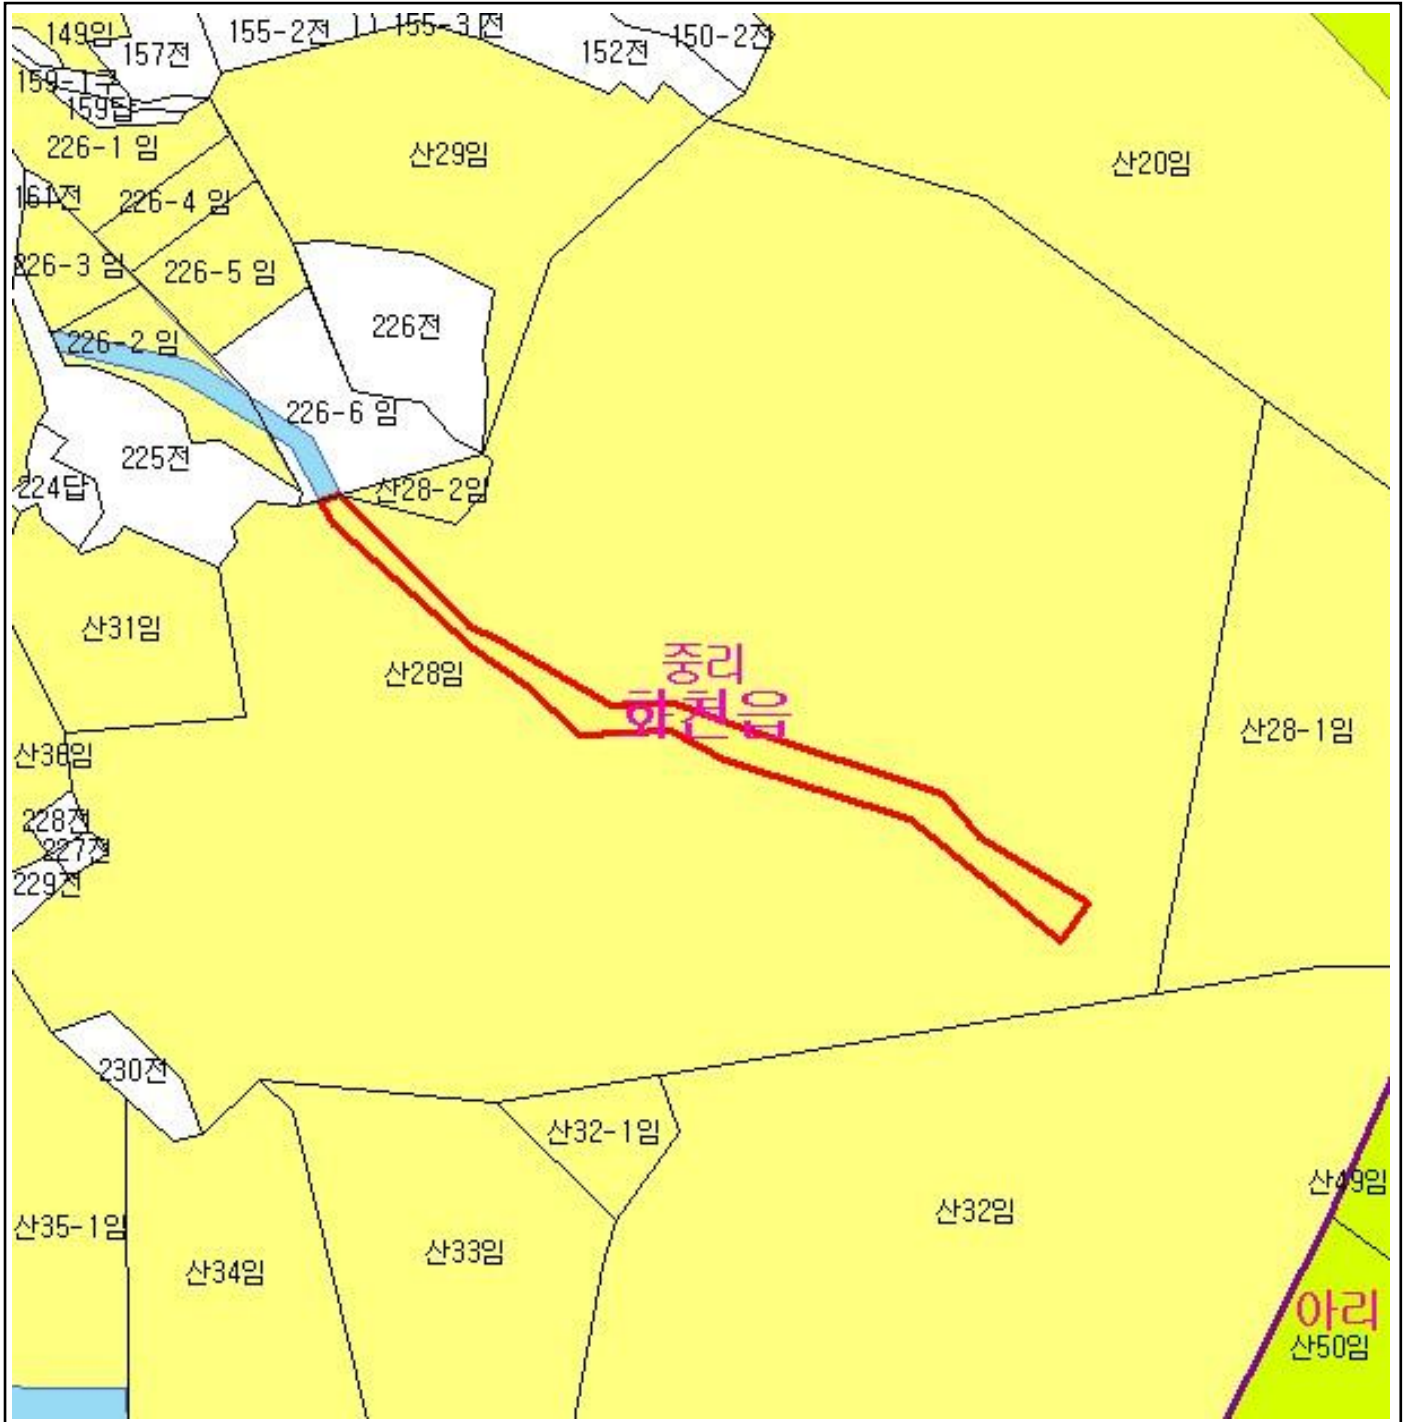 149임
157전
155-2전
155-3전
152전
150-2전
159-1구
159답
226-1 임
산29임
산20임
161전
226-4 임
226-3 임
226-5 임
226전
226-2 임
226-6 임
225전
224답
산28-2임
산31임
산28임
중리
화천읍
산28-1임
산36임
228전
227전
229전
230전
산32-1임
산32임
산49임
산35-1임
산33임
산34임
아리
산50임